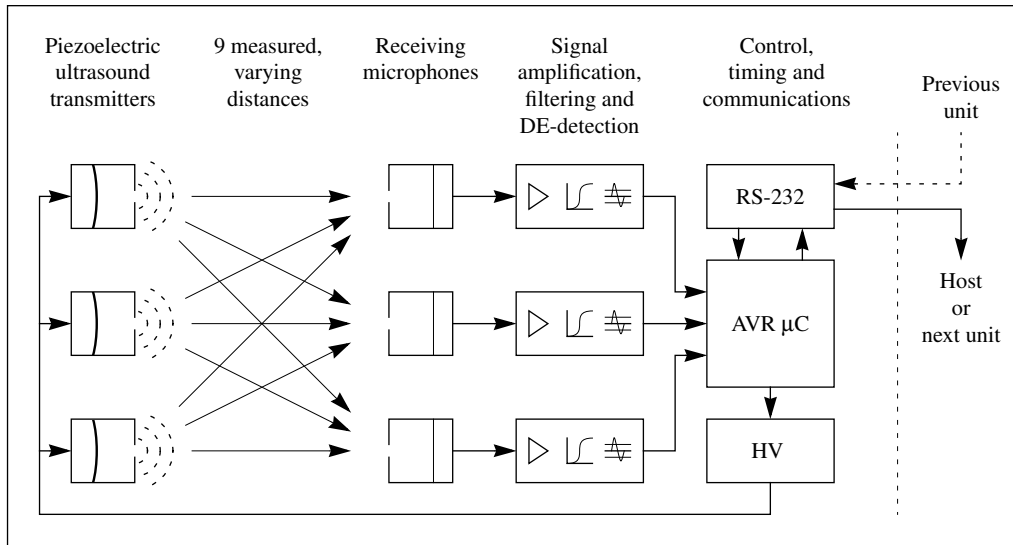 Piezoelectric
ultrasound
transmitters
9 measured,
varying
distances
Receiving
microphones
Signal
amplification,
filtering and
DE-detection
Control,
timing and
communications
Previous
unit
RS-232
AVR μC
HV
Host
or
next unit